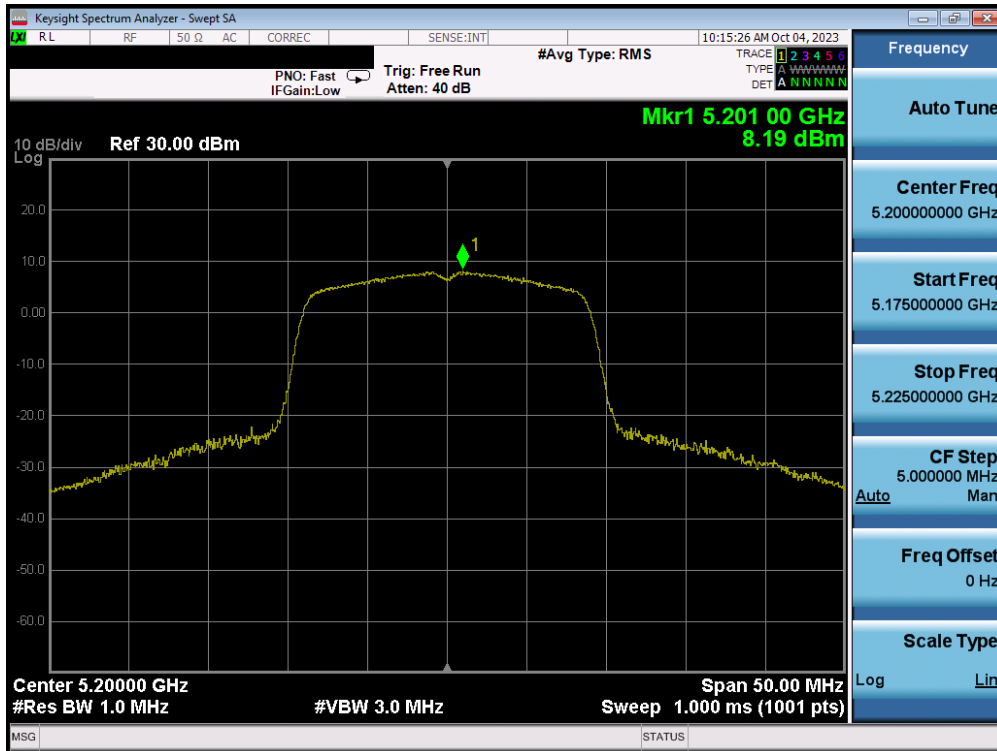 Keysight Spectrum Analyzer - Swept SA
LXI RL RF 50 Ω AC CORREC SENSE:INT 10:15:26 AM Oct 04, 2023
#Avg Type: RMS
TRACE 1 2 3 4 5 6
TYPE A WWWWW
DET A N N N N N
PNO: Fast
IFGain:Low
Trig: Free Run
Atten: 40 dB
Mkr1 5.201 00 GHz
8.19 dBm
10 dB/div
Log
Ref 30.00 dBm
1
20.0
10.0
0.00
-10.0
-20.0
-30.0
-40.0
-50.0
-60.0
Center 5.20000 GHz
Span 50.00 MHz
#Res BW 1.0 MHz
#VBW 3.0 MHz
Sweep 1.000 ms (1001 pts)
MSG
STATUS
Frequency
Auto Tune
Center Freq
5.200000000 GHz
Start Freq
5.175000000 GHz
Stop Freq
5.225000000 GHz
CF Step
5.000000 MHz
Auto Man
Freq Offset
0 Hz
Scale Type
Log Lin